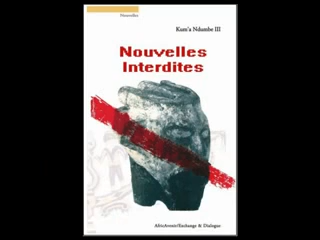 Nouvelles
Kum'a Ndumbe III
Nouvelles
Interdites
AfricAvenir/Exchange & Dialogue